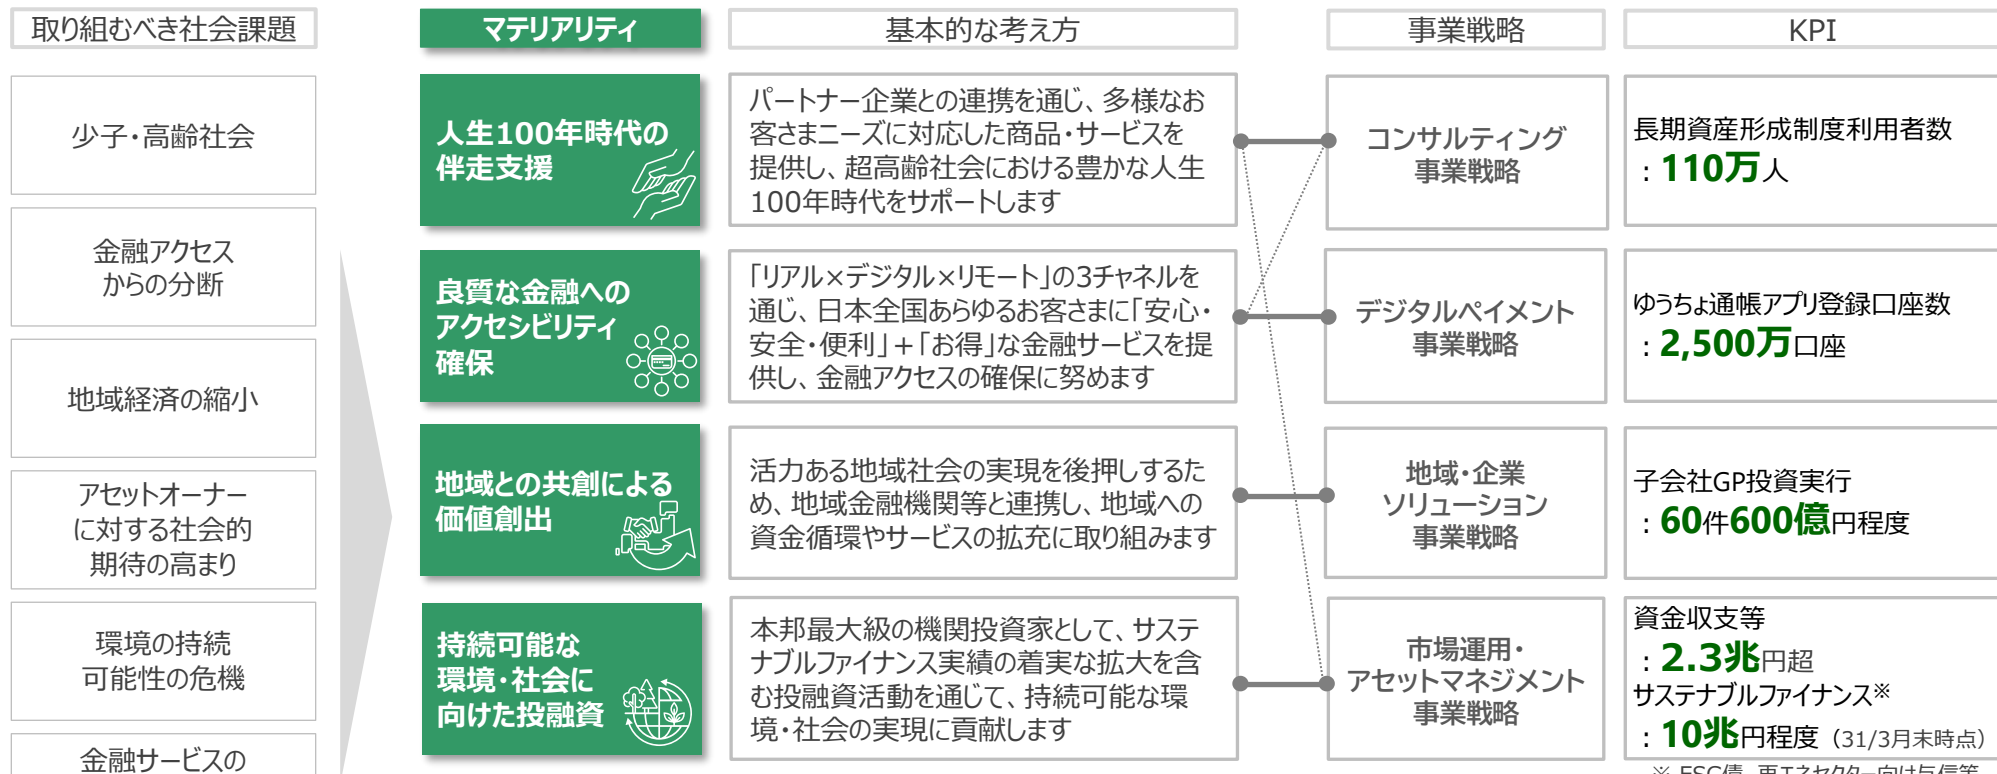 取り組むべき社会課題
マテリアリティ
基本的な考え方
事業戦略
KPI
少子・高齢社会
金融アクセス
からの分断
地域経済の縮小
アセットオーナー
に対する社会的
期待の高まり
環境の持続
可能性の危機
金融サービスの
人生100年時代の
伴走支援
パートナー企業との連携を通じ、多様なお
客さまニーズに対応した商品・サービスを
提供し、超高齢社会における豊かな人生
100年時代をサポートします
コンサルティング
事業戦略
長期資産形成制度利用者数
：110万人
良質な金融への
アクセシビリティ
確保
「リアル×デジタル×リモート」の3チャネルを
通じ、日本全国あらゆるお客さまに「安心・
安全・便利」＋「お得」な金融サービスを提
供し、金融アクセスの確保に努めます
デジタルペイメント
事業戦略
ゆうちょ通帳アプリ登録口座数
：2,500万口座
地域との共創による
価値創出
活力ある地域社会の実現を後押しするた
め、地域金融機関等と連携し、地域への
資金循環やサービスの拡充に取り組みます
地域・企業
ソリューション
事業戦略
子会社GP投資実行
：60件600億円程度
持続可能な
環境・社会に
向けた投融資
本邦最大級の機関投資家として、サステ
ナブルファイナンス実績の着実な拡大を含
む投融資活動を通じて、持続可能な環
境・社会の実現に貢献します
市場運用・
アセットマネジメント
事業戦略
資金収支等
：2.3兆円超
サステナブルファイナンス※
：10兆円程度（31/3月末時点）
※ ESG債、再エネセクター向け与信等